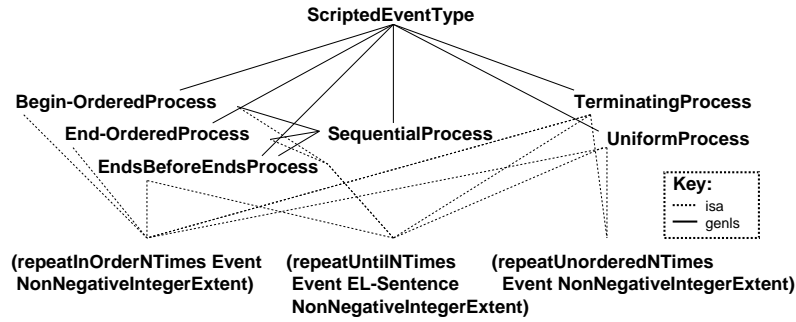 ScriptedEventType
Begin-OrderedProcess
TerminatingProcess
End-OrderedProcess
SequentialProcess
UniformProcess
EndsBeforeEndsProcess
Key:
isa
genls
(repeatInOrderNTimes Event
NonNegativeIntegerExtent)
(repeatUntilNTimes
Event EL-Sentence
NonNegativeIntegerExtent)
(repeatUnorderedNTimes
Event NonNegativeIntegerExtent)